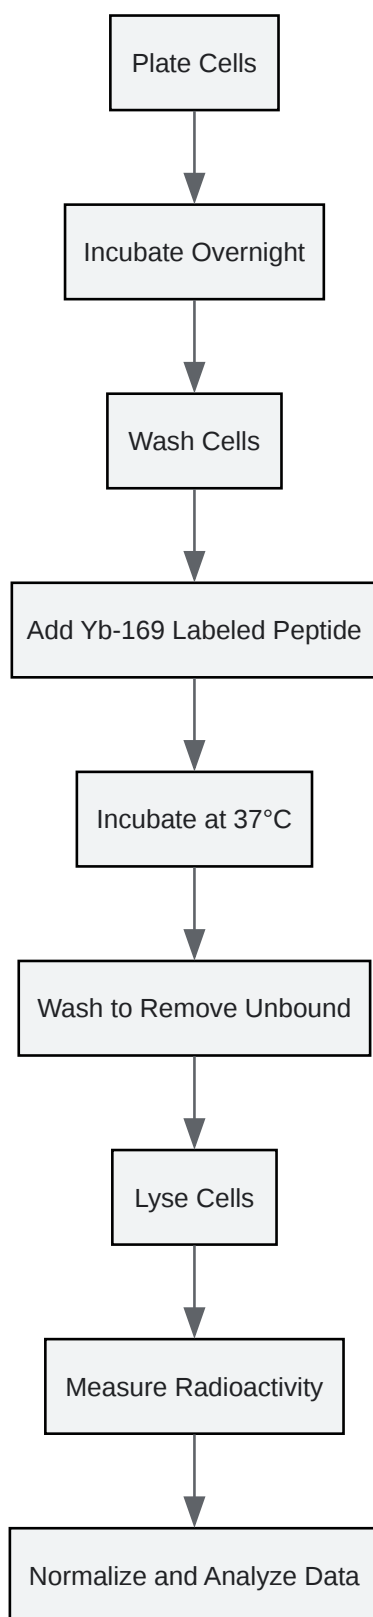 Plate Cells
Incubate Overnight
Wash Cells
Add Yb-169 Labeled Peptide
Incubate at 37°C
Wash to Remove Unbound
Lyse Cells
Measure Radioactivity
Normalize and Analyze Data